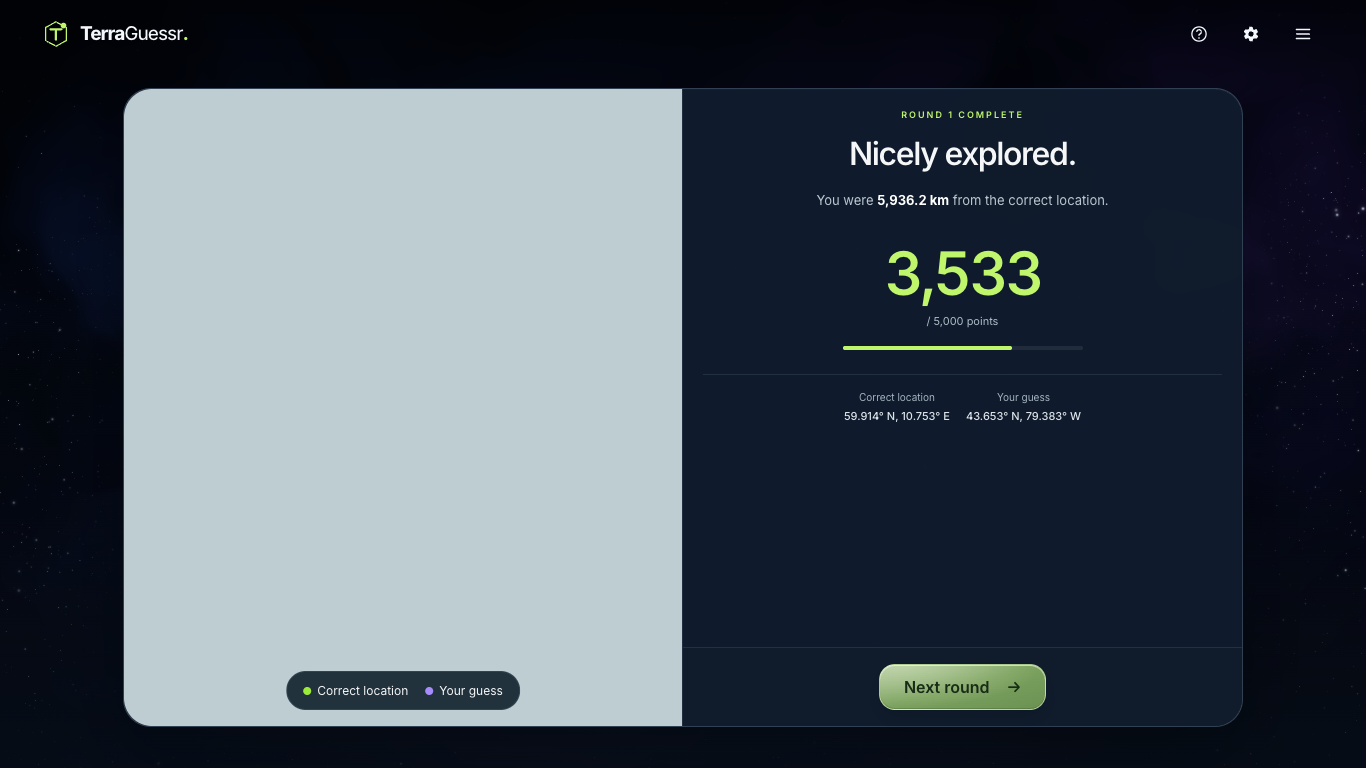 TerraGuessr.
ROUND 1 COMPLETE
Nicely explored.
You were 5,936.2 km from the correct location.
3,533
/ 5,000 points
Correct location
Your guess
59.914° N, 10.753° E
43.653° N, 79.383° W
Correct location
Your guess
Next round